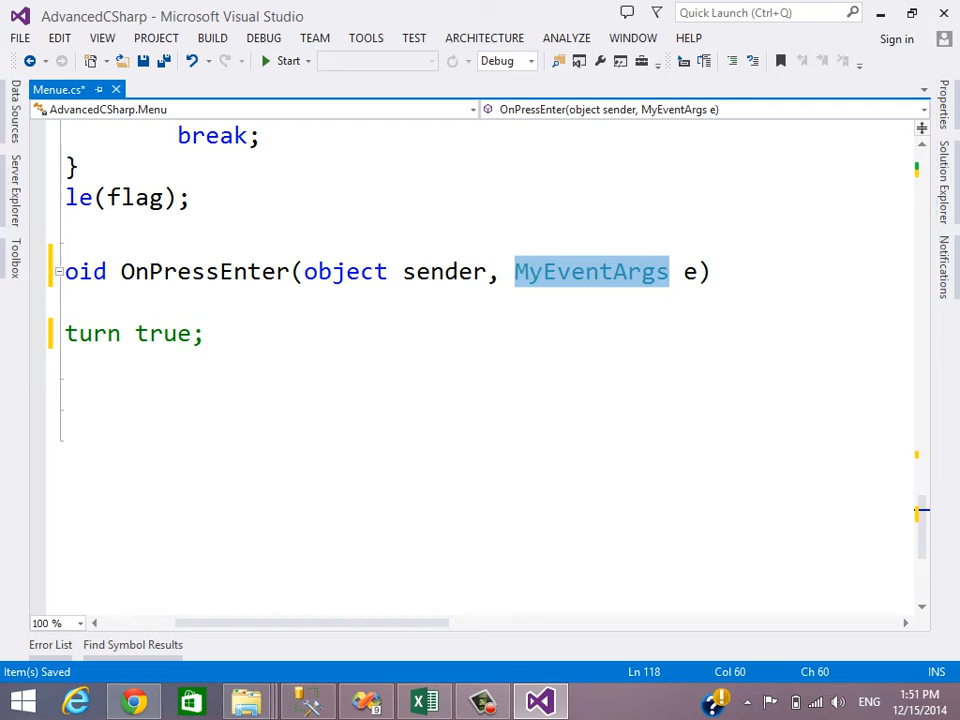 AdvancedCSharp - Microsoft Visual Studio
Quick Launch (Ctrl+Q)
FILE EDIT VIEW PROJECT BUILD DEBUG TEAM TOOLS TEST ARCHITECTURE ANALYZE WINDOW HELP
Sign in
Start
Debug
Menue.cs*
AdvancedCSharp.Menu
OnPressEnter(object sender, MyEventArgs e)
Data Sources
Server Explorer
Toolbox
Properties
Solution Explorer
Notifications
break;
}
le(flag);
oid OnPressEnter(object sender, MyEventArgs e)
turn true;
100 %
Error List Find Symbol Results
Item(s) Saved
Ln 118
Col 60
Ch 60
INS
ENG
1:51 PM
12/15/2014